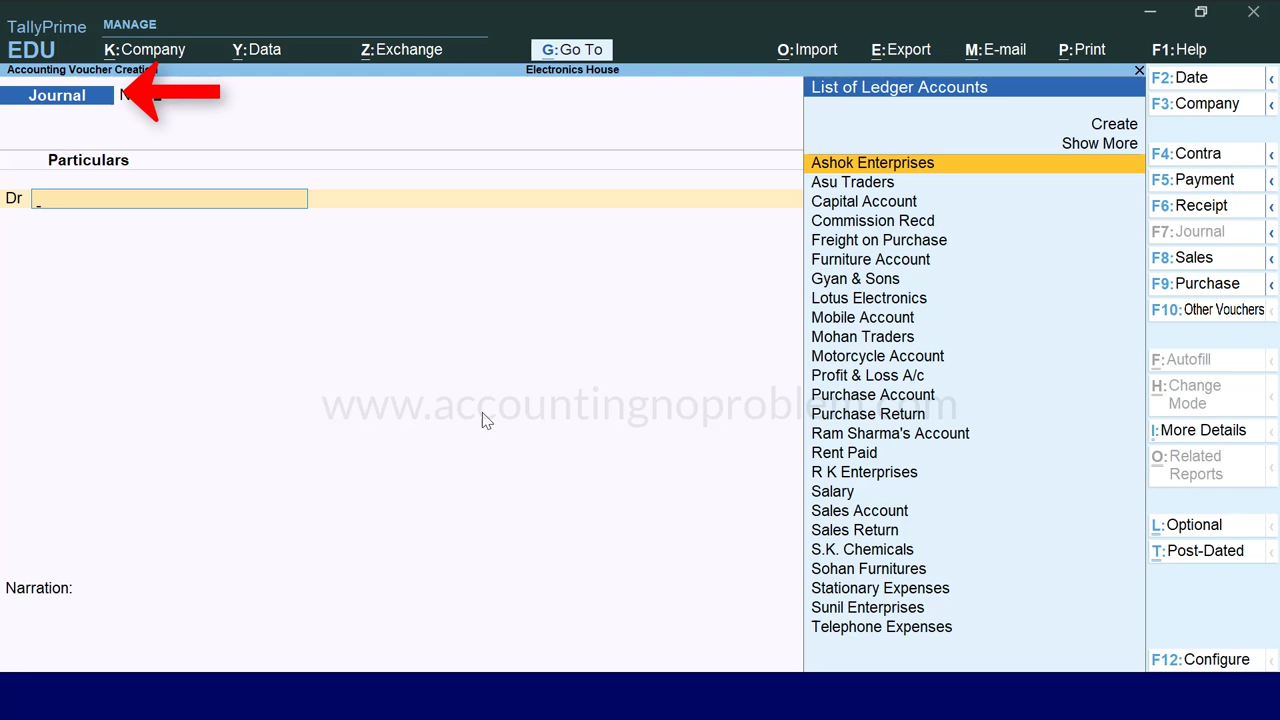 TallyPrime
EDU
MANAGE
K:Company
Y:Data
Z:Exchange
G:Go To
O:Import
E:Export
M:E-mail
P:Print
F1:Help
Accounting Voucher Creation
Electronics House
Journal
Particulars
Dr
Narration:
List of Ledger Accounts
Create
Show More
Ashok Enterprises
Asu Traders
Capital Account
Commission Recd
Freight on Purchase
Furniture Account
Gyan & Sons
Lotus Electronics
Mobile Account
Mohan Traders
Motorcycle Account
Profit & Loss A/c
Purchase Account
Purchase Return
Ram Sharma's Account
Rent Paid
R K Enterprises
Salary
Sales Account
Sales Return
S.K. Chemicals
Sohan Furnitures
Stationary Expenses
Sunil Enterprises
Telephone Expenses
F2:Date
F3:Company
F4:Contra
F5:Payment
F6:Receipt
F7:Journal
F8:Sales
F9:Purchase
F10:Other Vouchers
F:Autofill
H:Change
Mode
I:More Details
O:Related
Reports
L:Optional
T:Post-Dated
F12:Configure
www.accountingnoproblem.com